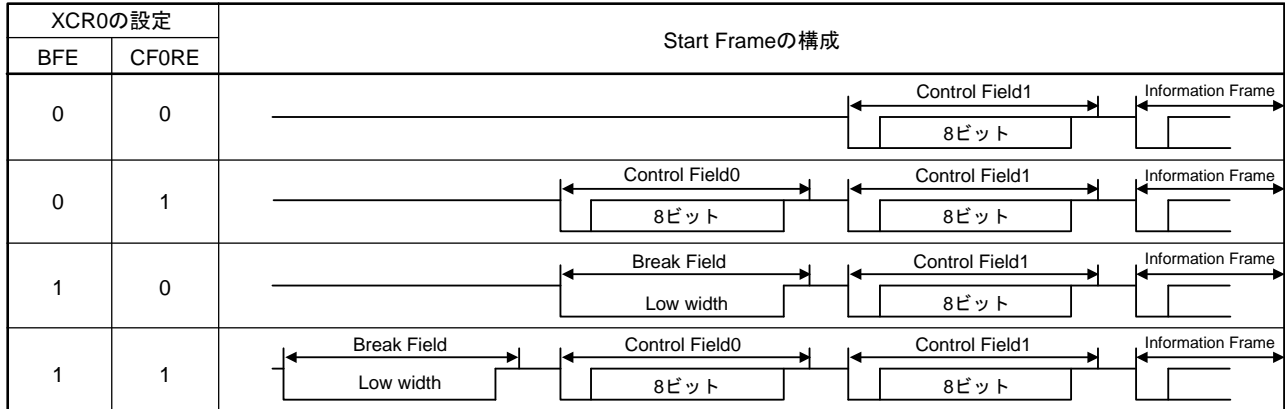 XCR0の設定
Start Frameの構成
BFE
CF0RE
0
0
Control Field1
Information Frame
8ビット
0
1
Control Field0
Control Field1
Information Frame
8ビット
8ビット
1
0
Break Field
Control Field1
Information Frame
Low width
8ビット
1
1
Break Field
Control Field0
Control Field1
Information Frame
Low width
8ビット
8ビット